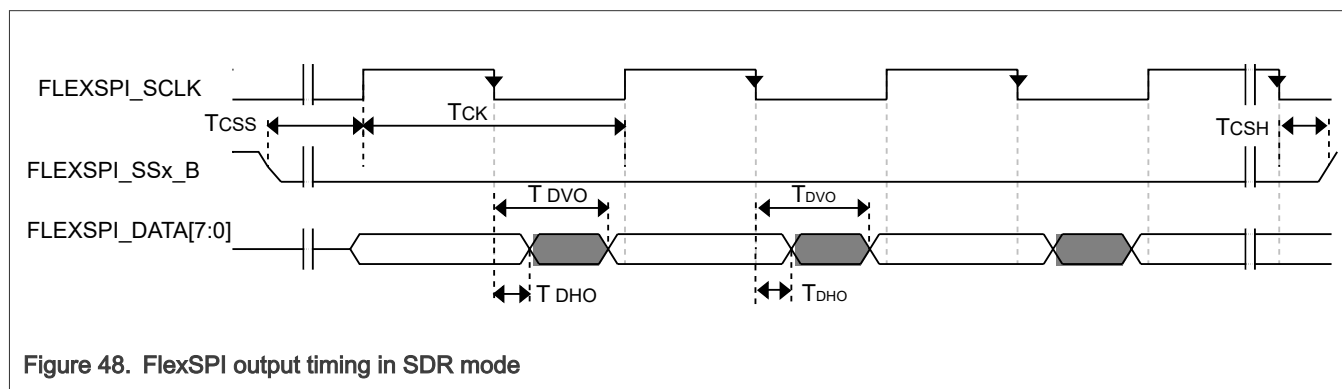 FLEXSPI_SCLK
TCSS
TCK
TCSH
FLEXSPI_SSx_B
T DVO
TDVO
FLEXSPI_DATA[7:0]
T DHO
TDHO
Figure 48. FlexSPI output timing in SDR mode